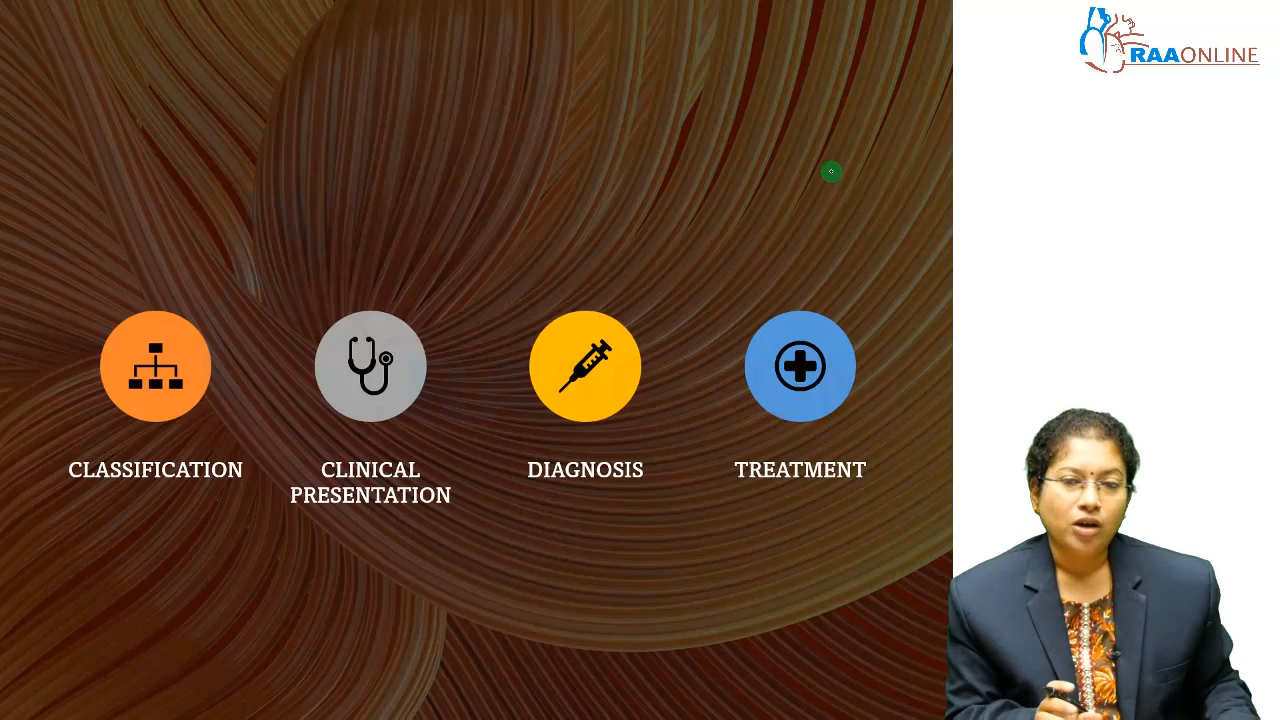 RAAONLINE
CLASSIFICATION
CLINICAL
PRESENTATION
DIAGNOSIS
TREATMENT